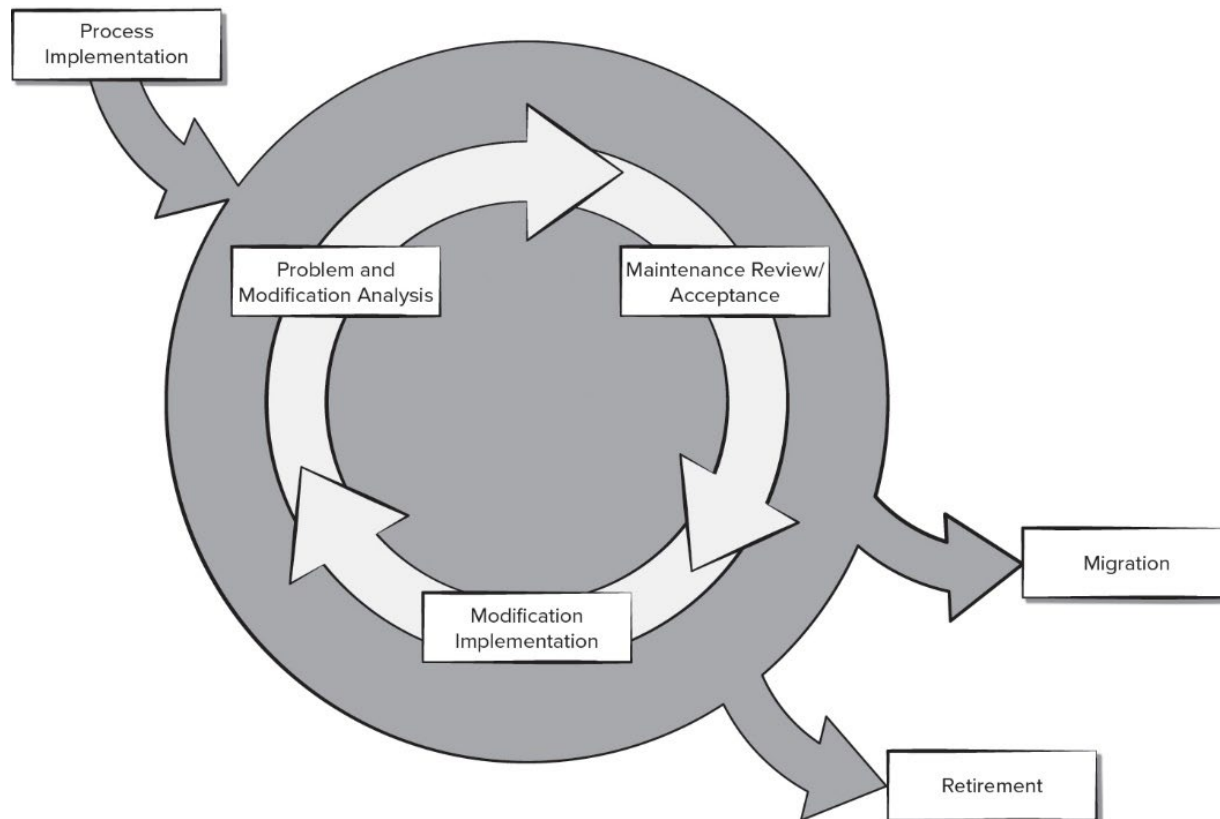 Process
Implementation
Problem and
Modification Analysis
Maintenance Review/
Acceptance
Modification
Implementation
Migration
Retirement